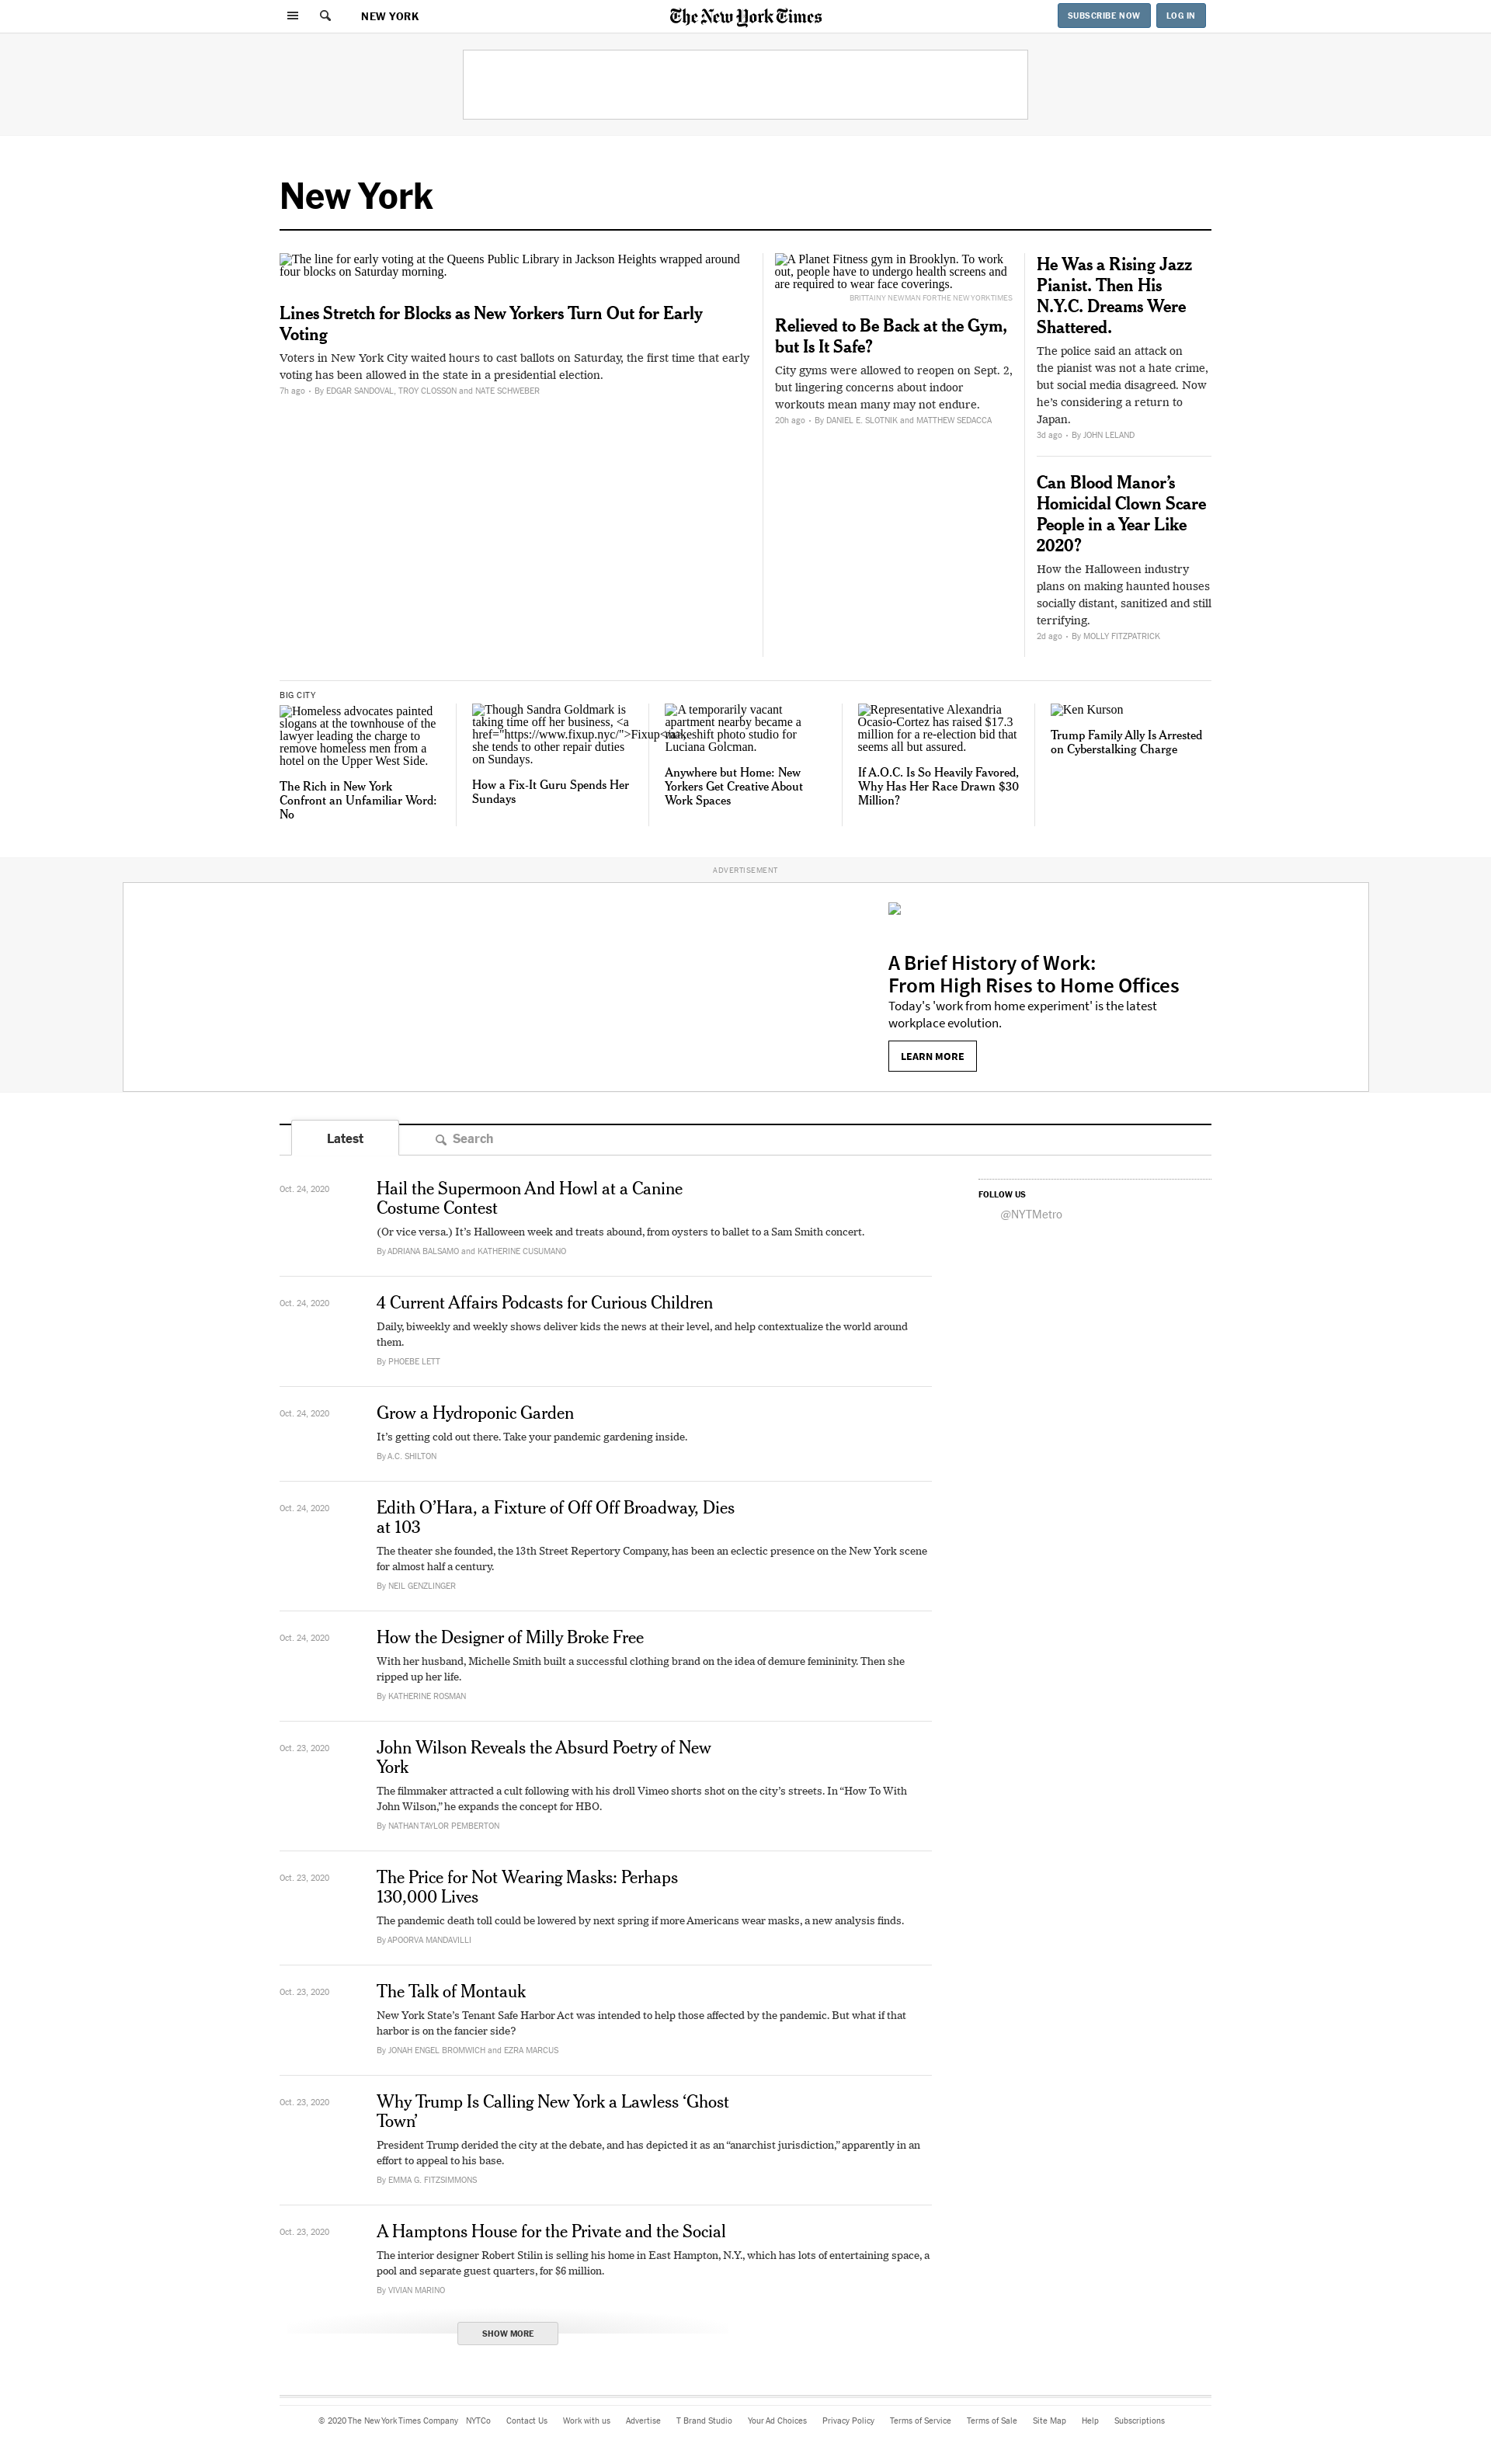 NEW YORK
The New York Times
SUBSCRIBE NOW
LOG IN
New York
The line for early voting at the Queens Public Library in Jackson Heights wrapped around
four blocks on Saturday morning.
Lines Stretch for Blocks as New Yorkers Turn Out for Early
Voting
Voters in New York City waited hours to cast ballots on Saturday, the first time that early
voting has been allowed in the state in a presidential election.
7h ago • By EDGAR SANDOVAL, TROY CLOSSON and NATE SCHWEBER
A Planet Fitness gym in Brooklyn. To work
out, people have to undergo health screens and
are required to wear face coverings.
BRITTAINY NEWMAN FOR THE NEW YORK TIMES
Relieved to Be Back at the Gym,
but Is It Safe?
City gyms were allowed to reopen on Sept. 2,
but lingering concerns about indoor
workouts mean many may not endure.
20h ago • By DANIEL E. SLOTNIK and MATTHEW SEDACCA
He Was a Rising Jazz
Pianist. Then His
N.Y.C. Dreams Were
Shattered.
The police said an attack on
the pianist was not a hate crime,
but social media disagreed. Now
he’s considering a return to
Japan.
3d ago • By JOHN LELAND
Can Blood Manor’s
Homicidal Clown Scare
People in a Year Like
2020?
How the Halloween industry
plans on making haunted houses
socially distant, sanitized and still
terrifying.
2d ago • By MOLLY FITZPATRICK
BIG CITY
Homeless advocates painted
slogans at the townhouse of the
lawyer leading the charge to
remove homeless men from a
hotel on the Upper West Side.
The Rich in New York
Confront an Unfamiliar Word:
No
Though Sandra Goldmark is
taking time off her business, <a
href="https://www.fixup.nyc/">Fixup</a>,
she tends to other repair duties
on Sundays.
How a Fix-It Guru Spends Her
Sundays
A temporarily vacant
apartment nearby became a
makeshift photo studio for
Luciana Golcman.
Anywhere but Home: New
Yorkers Get Creative About
Work Spaces
Representative Alexandria
Ocasio-Cortez has raised $17.3
million for a re-election bid that
seems all but assured.
If A.O.C. Is So Heavily Favored,
Why Has Her Race Drawn $30
Million?
Ken Kurson
Trump Family Ally Is Arrested
on Cyberstalking Charge
ADVERTISEMENT
A Brief History of Work:
From High Rises to Home Offices
Today's 'work from home experiment' is the latest
workplace evolution.
LEARN MORE
Latest
Search
Oct. 24, 2020
Hail the Supermoon And Howl at a Canine
Costume Contest
(Or vice versa.) It’s Halloween week and treats abound, from oysters to ballet to a Sam Smith concert.
By ADRIANA BALSAMO and KATHERINE CUSUMANO
FOLLOW US
@NYTMetro
Oct. 24, 2020
4 Current Affairs Podcasts for Curious Children
Daily, biweekly and weekly shows deliver kids the news at their level, and help contextualize the world around
them.
By PHOEBE LETT
Oct. 24, 2020
Grow a Hydroponic Garden
It’s getting cold out there. Take your pandemic gardening inside.
By A.C. SHILTON
Oct. 24, 2020
Edith O’Hara, a Fixture of Off Off Broadway, Dies
at 103
The theater she founded, the 13th Street Repertory Company, has been an eclectic presence on the New York scene
for almost half a century.
By NEIL GENZLINGER
Oct. 24, 2020
How the Designer of Milly Broke Free
With her husband, Michelle Smith built a successful clothing brand on the idea of demure femininity. Then she
ripped up her life.
By KATHERINE ROSMAN
Oct. 23, 2020
John Wilson Reveals the Absurd Poetry of New
York
The filmmaker attracted a cult following with his droll Vimeo shorts shot on the city’s streets. In “How To With
John Wilson,” he expands the concept for HBO.
By NATHAN TAYLOR PEMBERTON
Oct. 23, 2020
The Price for Not Wearing Masks: Perhaps
130,000 Lives
The pandemic death toll could be lowered by next spring if more Americans wear masks, a new analysis finds.
By APOORVA MANDAVILLI
Oct. 23, 2020
The Talk of Montauk
New York State’s Tenant Safe Harbor Act was intended to help those affected by the pandemic. But what if that
harbor is on the fancier side?
By JONAH ENGEL BROMWICH and EZRA MARCUS
Oct. 23, 2020
Why Trump Is Calling New York a Lawless ‘Ghost
Town’
President Trump derided the city at the debate, and has depicted it as an “anarchist jurisdiction,” apparently in an
effort to appeal to his base.
By EMMA G. FITZSIMMONS
Oct. 23, 2020
A Hamptons House for the Private and the Social
The interior designer Robert Stilin is selling his home in East Hampton, N.Y., which has lots of entertaining space, a
pool and separate guest quarters, for $6 million.
By VIVIAN MARINO
SHOW MORE
© 2020 The New York Times Company NYTCo Contact Us Work with us Advertise T Brand Studio Your Ad Choices Privacy Policy Terms of Service Terms of Sale Site Map Help Subscriptions